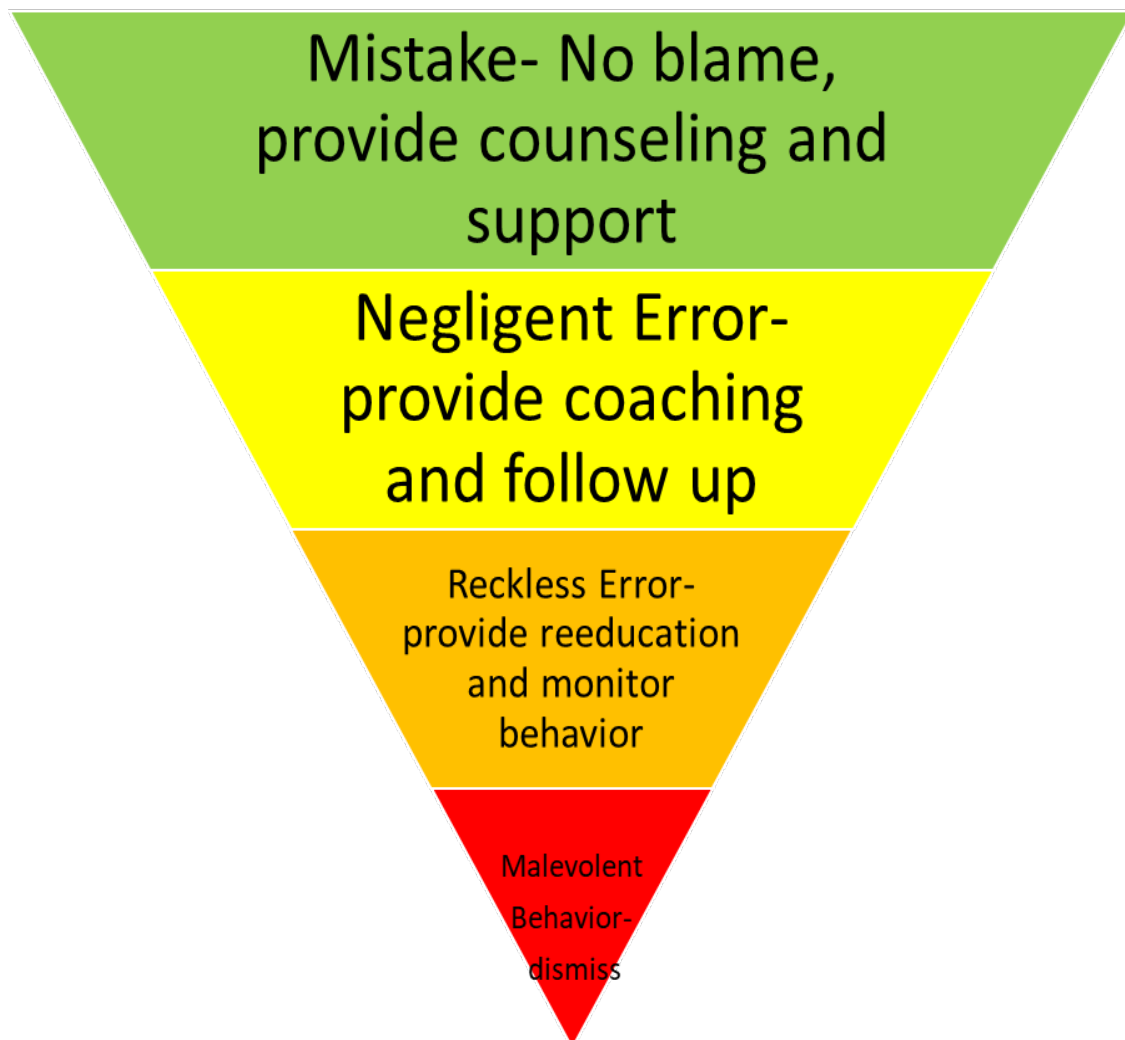 Mistake- No blame,
provide counseling and
support
Negligent Error-
provide coaching
and follow up
Reckless Error-
provide reeducation
and monitor
behavior
Malevolent
Behavior-
dismiss